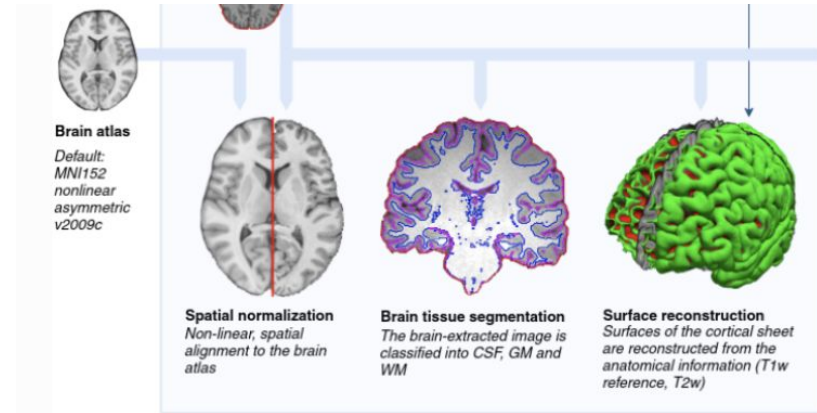 Brain atlas
Default:
MNI152
nonlinear
asymmetric
v2009c
Spatial normalization
Non-linear, spatial
alignment to the brain
atlas
Brain tissue segmentation
The brain-extracted image is
classified into CSF, GM and
WM
Surface reconstruction
Surfaces of the cortical sheet
are reconstructed from the
anatomical information (T1w
reference, T2w)